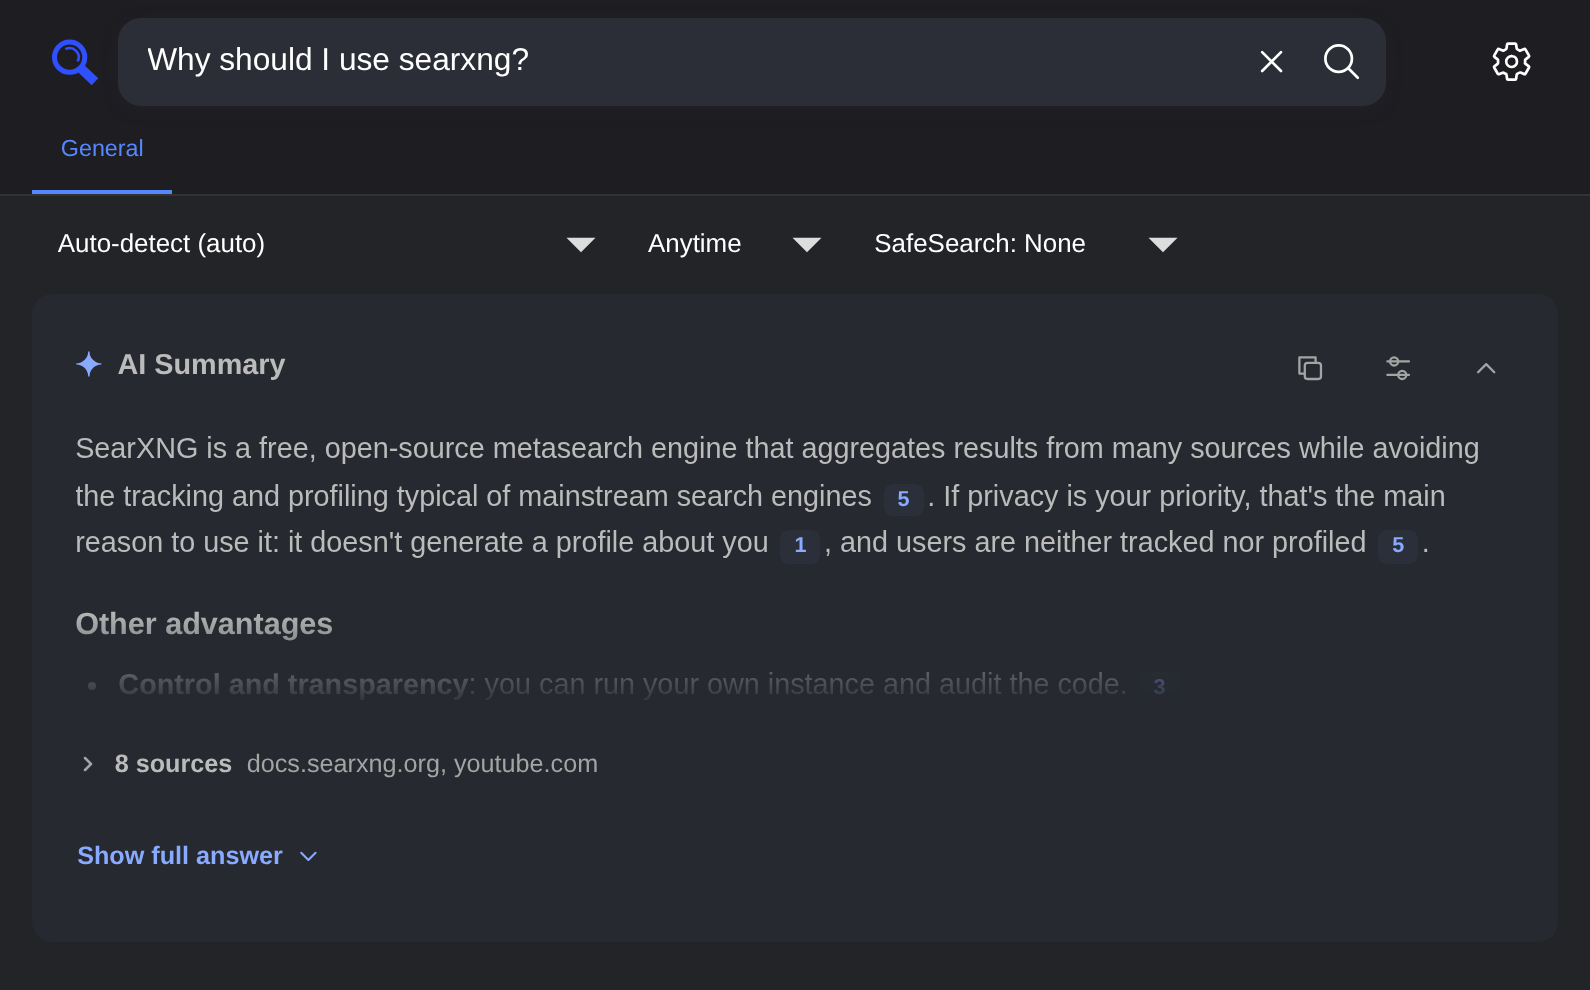 Why should I use searxng?
General
Auto-detect (auto)
Anytime
SafeSearch: None
AI Summary
SearXNG is a free, open-source metasearch engine that aggregates results from many sources while avoiding
the tracking and profiling typical of mainstream search engines 5. If privacy is your priority, that's the main
reason to use it: it doesn't generate a profile about you 1, and users are neither tracked nor profiled 5.
Other advantages
• Control and transparency: you can run your own instance and audit the code. 3
8 sources docs.searxng.org, youtube.com
Show full answer